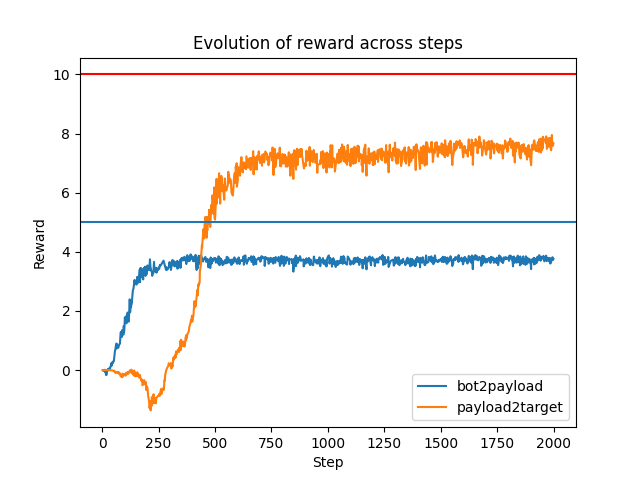 Evolution of reward across steps
Reward
10
8
6
4
2
0
bot2payload
payload2target
0 250 500 750 1000 1250 1500 1750 2000
Step